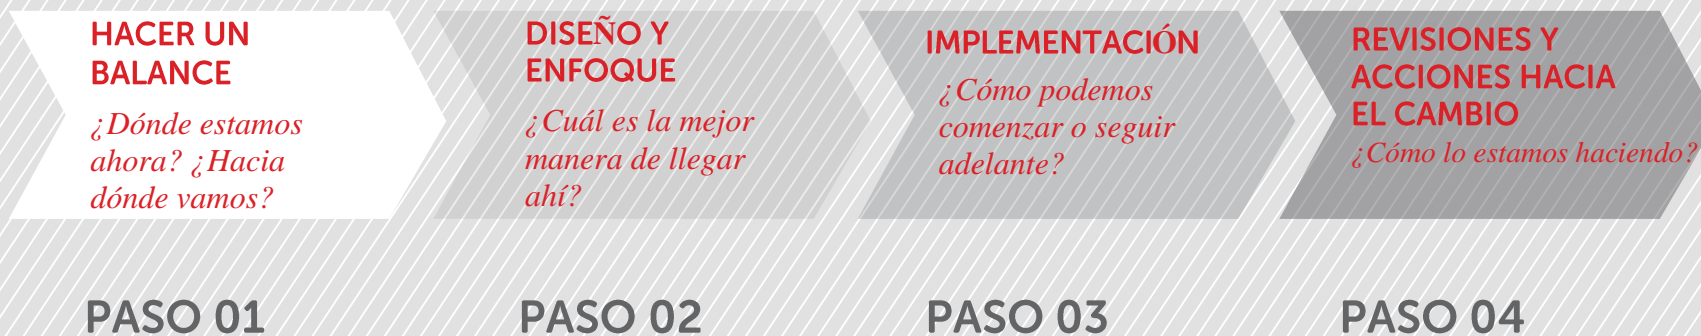 HACER UN
BALANCE
¿Dónde estamos
ahora? ¿Hacia
dónde vamos?
PASO 01
DISEÑO Y
ENFOQUE
¿Cuál es la mejor
manera de llegar
ahí?
PASO 02
IMPLEMENTACIÓN
¿Cómo podemos
comenzar o seguir
adelante?
PASO 03
REVISIONES Y
ACCIONES HACIA
EL CAMBIO
¿Cómo lo estamos haciendo?
PASO 04